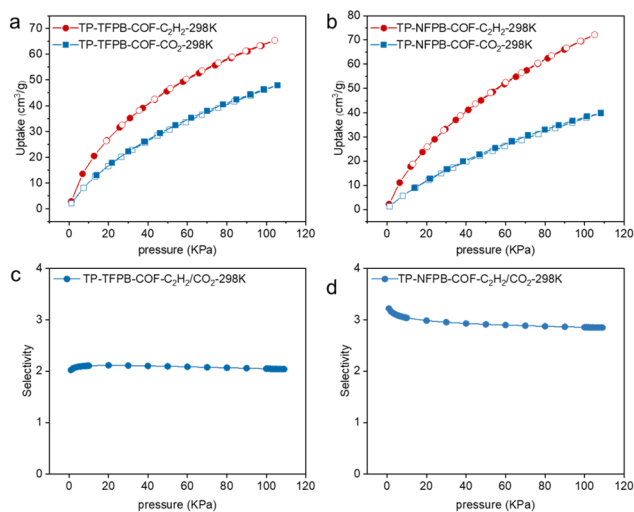 a
TP-TFPB-COF-C₂H₂-298K
TP-TFPB-COF-CO₂-298K
Uptake (cm³/g)
70
60
50
40
30
20
10
0
0 20 40 60 80 100 120
pressure (KPa)
b
TP-NFPB-COF-C₂H₂-298K
TP-NFPB-COF-CO₂-298K
Uptake (cm³/g)
80
70
60
50
40
30
20
10
0
0 20 40 60 80 100 120
pressure (KPa)
c
TP-TFPB-COF-C₂H₂/CO₂-298K
Selectivity
4
3
2
1
0
0 20 40 60 80 100 120
pressure (KPa)
d
TP-NFPB-COF-C₂H₂/CO₂-298K
Selectivity
4
3
2
1
0
0 20 40 60 80 100 120
pressure (KPa)